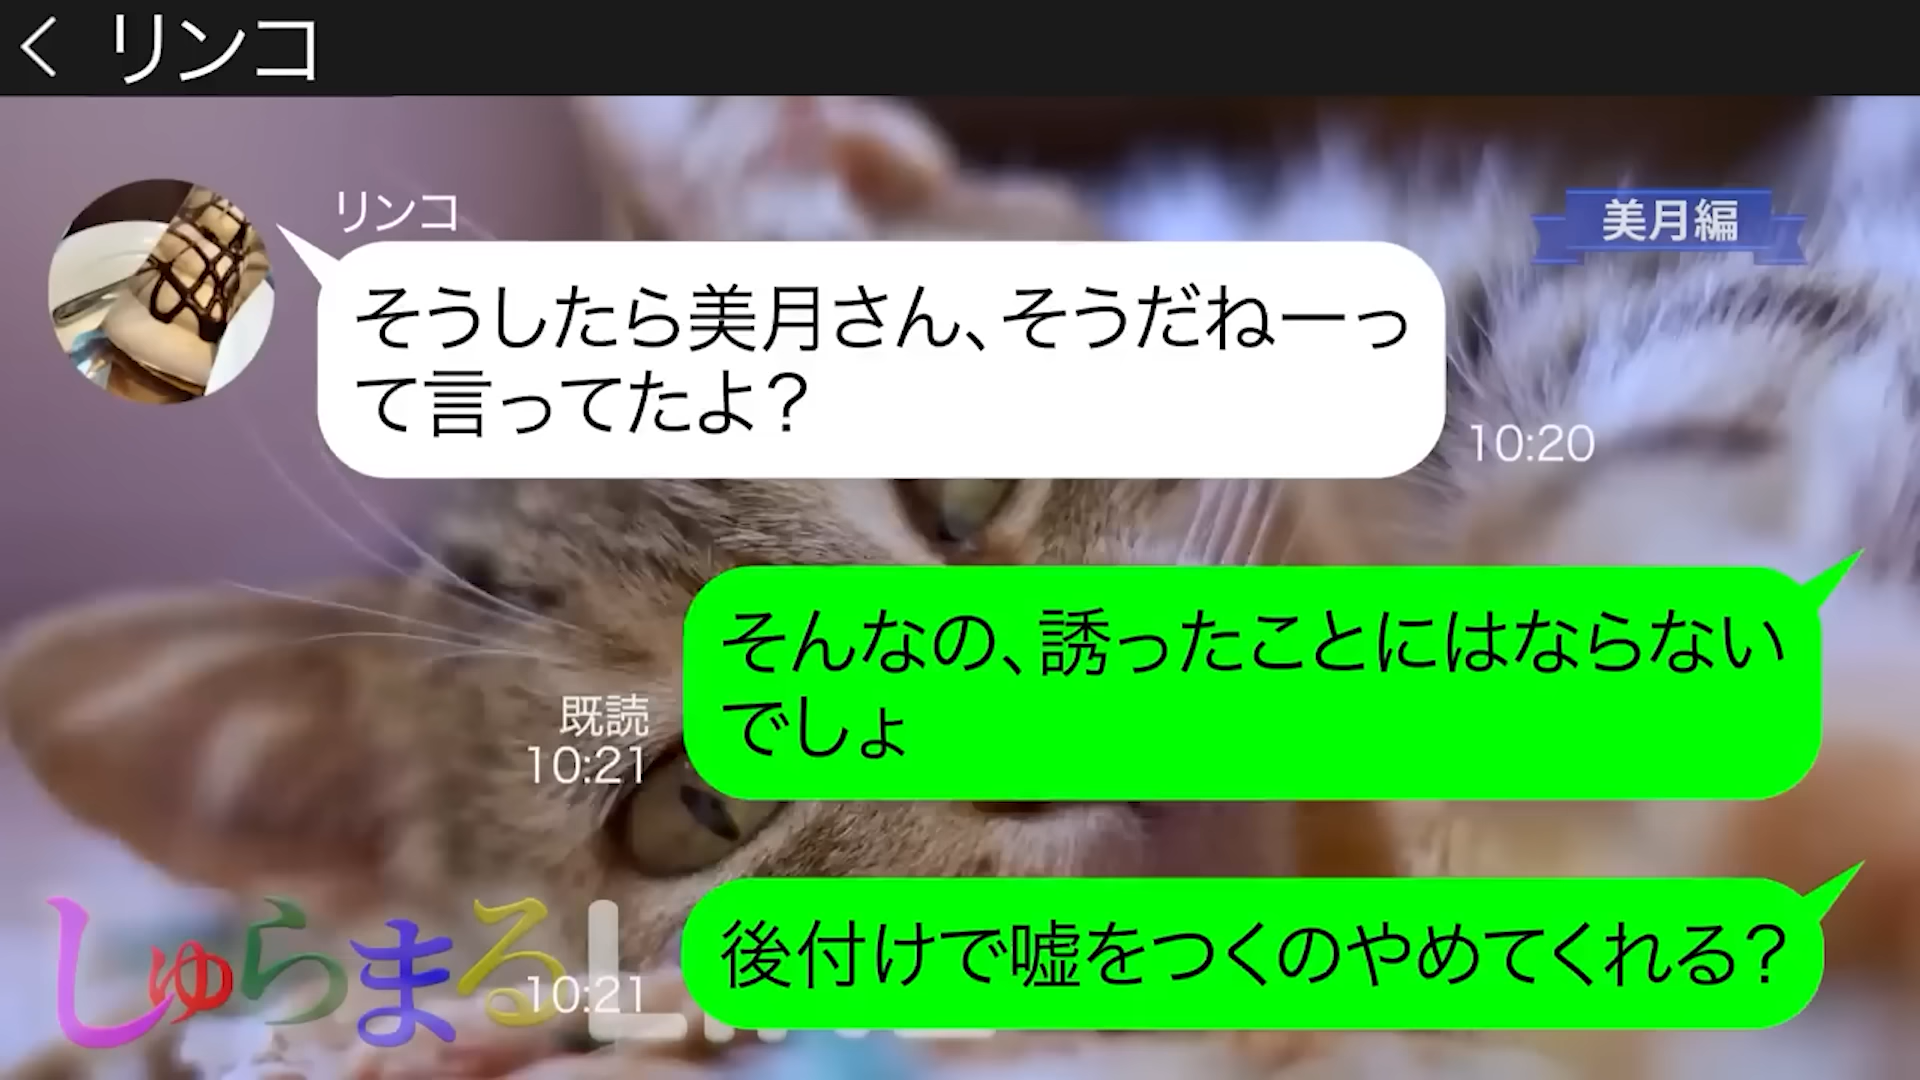 リンコ
リンコ
美月編
そうしたら美月さん、そうだねーっ
て言ってたよ?
10:20
そんなの、誘ったことにはならない
でしょ
既読
10:21
後付けで嘘をつくのやめてくれる?
10:21
しゅらまる